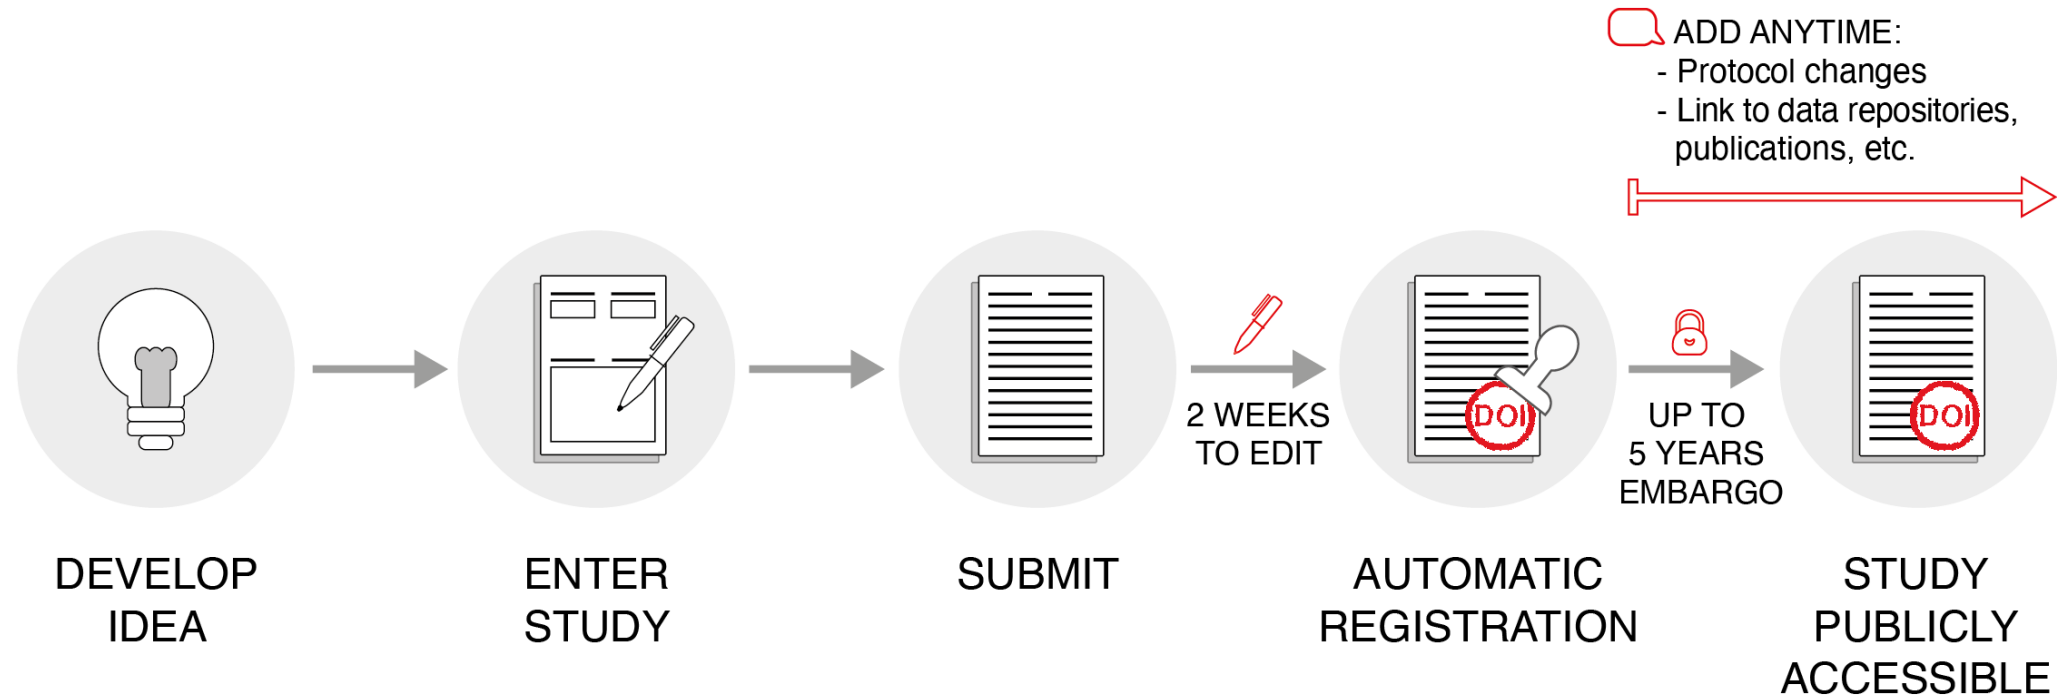 ADD ANYTIME:
- Protocol changes
- Link to data repositories,
publications, etc.
2 WEEKS
TO EDIT
DOI
UP TO
5 YEARS
EMBARGO
DOI
DEVELOP
IDEA
ENTER
STUDY
SUBMIT
AUTOMATIC
REGISTRATION
STUDY
PUBLICLY
ACCESSIBLE